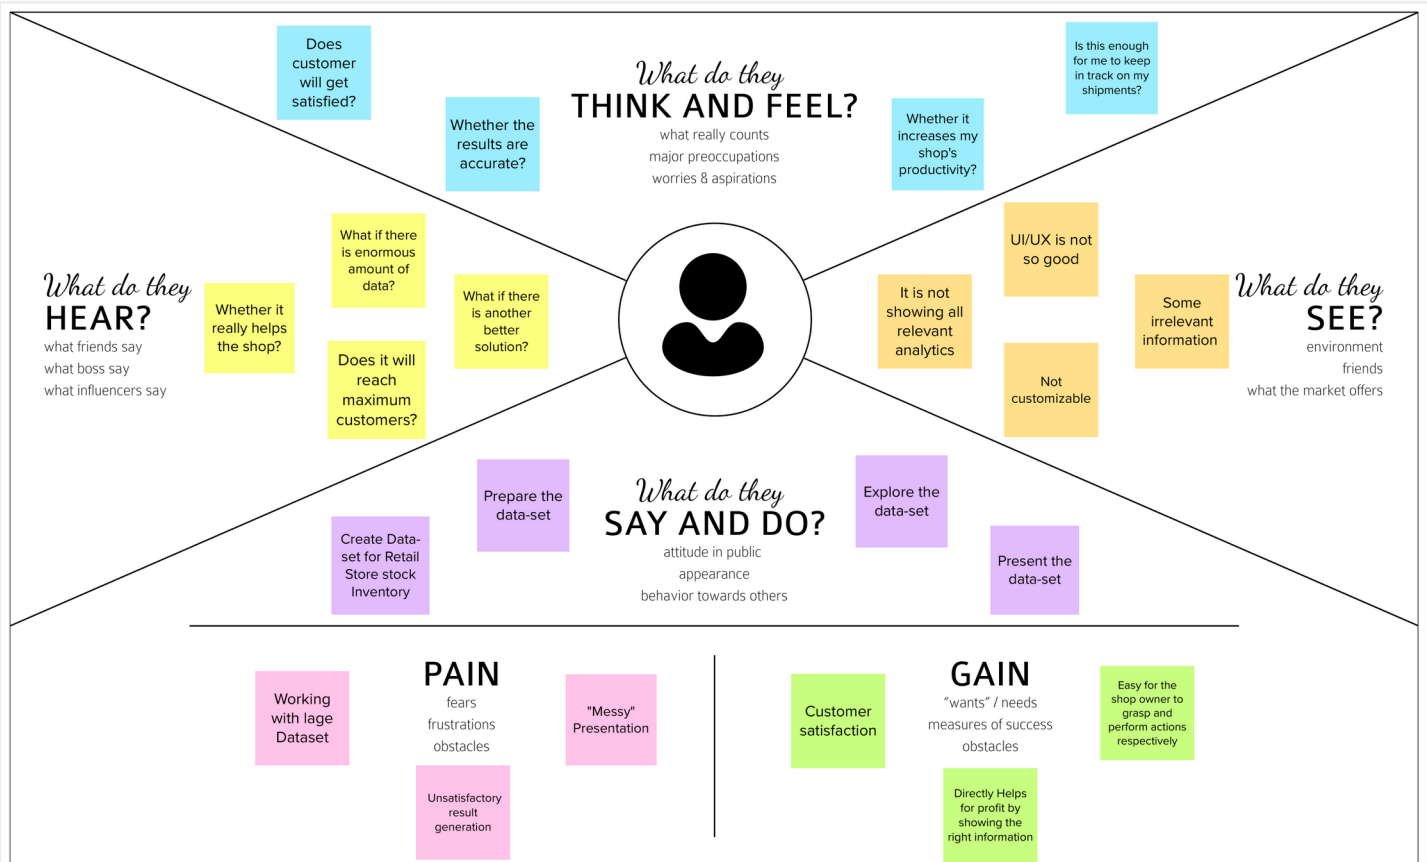 Does
customer
will get
satisfied?
Whether the
results are
accurate?
What do they
THINK AND FEEL?
what really counts
major preoccupations
worries & aspirations
Whether it
increases my
shop's
productivity?
Is this enough
for me to keep
in track on my
shipments?
What do they
HEAR?
what friends say
what boss say
what influencers say
Whether it
really helps
the shop?
What if there
is enormous
amount of
data?
Does it will
reach
maximum
customers?
What if there
is another
better
solution?
It is not
showing all
relevant
analytics
UI/UX is not
so good
Not
customizable
Some
irrelevant
information
What do they
SEE?
environment
friends
what the market offers
Create Data-
set for Retail
Store stock
Inventory
Prepare the
data-set
What do they
SAY AND DO?
attitude in public
appearance
behavior towards others
Explore the
data-set
Present the
data-set
Working
with lage
Dataset
PAIN
fears
frustrations
obstacles
"Messy"
Presentation
Unsatisfactory
result
generation
Customer
satisfaction
GAIN
“wants” / needs
measures of success
obstacles
Easy for the
shop owner to
grasp and
perform actions
respectively
Directly Helps
for profit by
showing the
right information